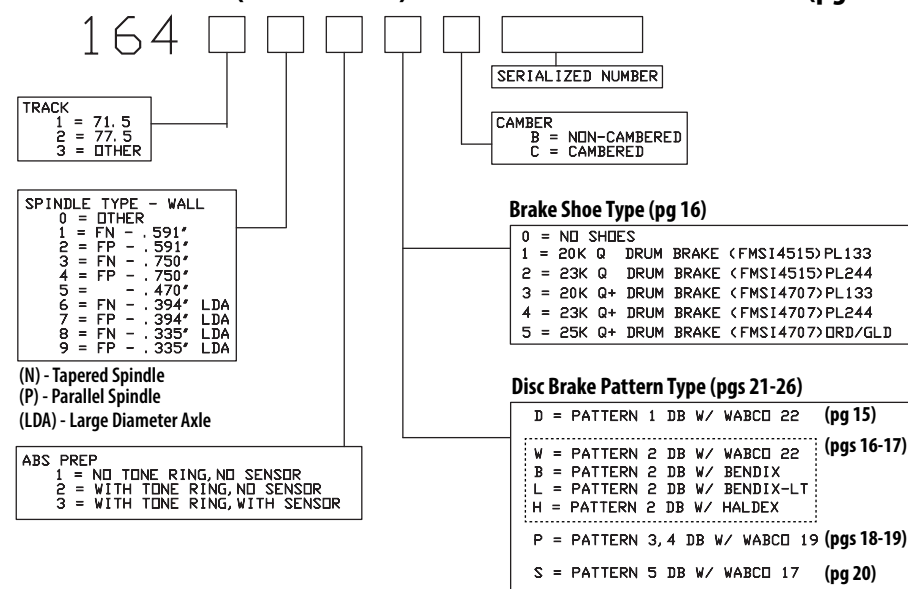 (pg
164
SERIALIZED NUMBER
TRACK
1 = 71.5
2 = 77.5
3 = OTHER
CAMBER
B = NON-CAMBERED
C = CAMBERED
SPINDLE TYPE - WALL
0 = OTHER
1 = FN - .591"
2 = FP - .591"
3 = FN - .750"
4 = FP - .750"
5 = - .470"
6 = FN - .394" LDA
7 = FP - .394" LDA
8 = FN - .335" LDA
9 = FP - .335" LDA
(N) - Tapered Spindle
(P) - Parallel Spindle
(LDA) - Large Diameter Axle
ABS PREP
1 = NO TONE RING, NO SENSOR
2 = WITH TONE RING, NO SENSOR
3 = WITH TONE RING, WITH SENSOR
Brake Shoe Type (pg 16)
0 = NO SHOES
1 = 20K Q DRUM BRAKE (FMSI4515)PL133
2 = 23K Q DRUM BRAKE (FMSI4515)PL244
3 = 20K Q+ DRUM BRAKE (FMSI4707)PL133
4 = 23K Q+ DRUM BRAKE (FMSI4707)PL244
5 = 25K Q+ DRUM BRAKE (FMSI4707)ORD/GLD
Disc Brake Pattern Type (pgs 21-26)
D = PATTERN 1 DB W/ WABCO 22 (pg 15)
W = PATTERN 2 DB W/ WABCO 22 (pgs 16-17)
B = PATTERN 2 DB W/ BENDIX
L = PATTERN 2 DB W/ BENDIX-LT
H = PATTERN 2 DB W/ HALDEX
P = PATTERN 3,4 DB W/ WABCO 19 (pgs 18-19)
S = PATTERN 5 DB W/ WABCO 17 (pg 20)